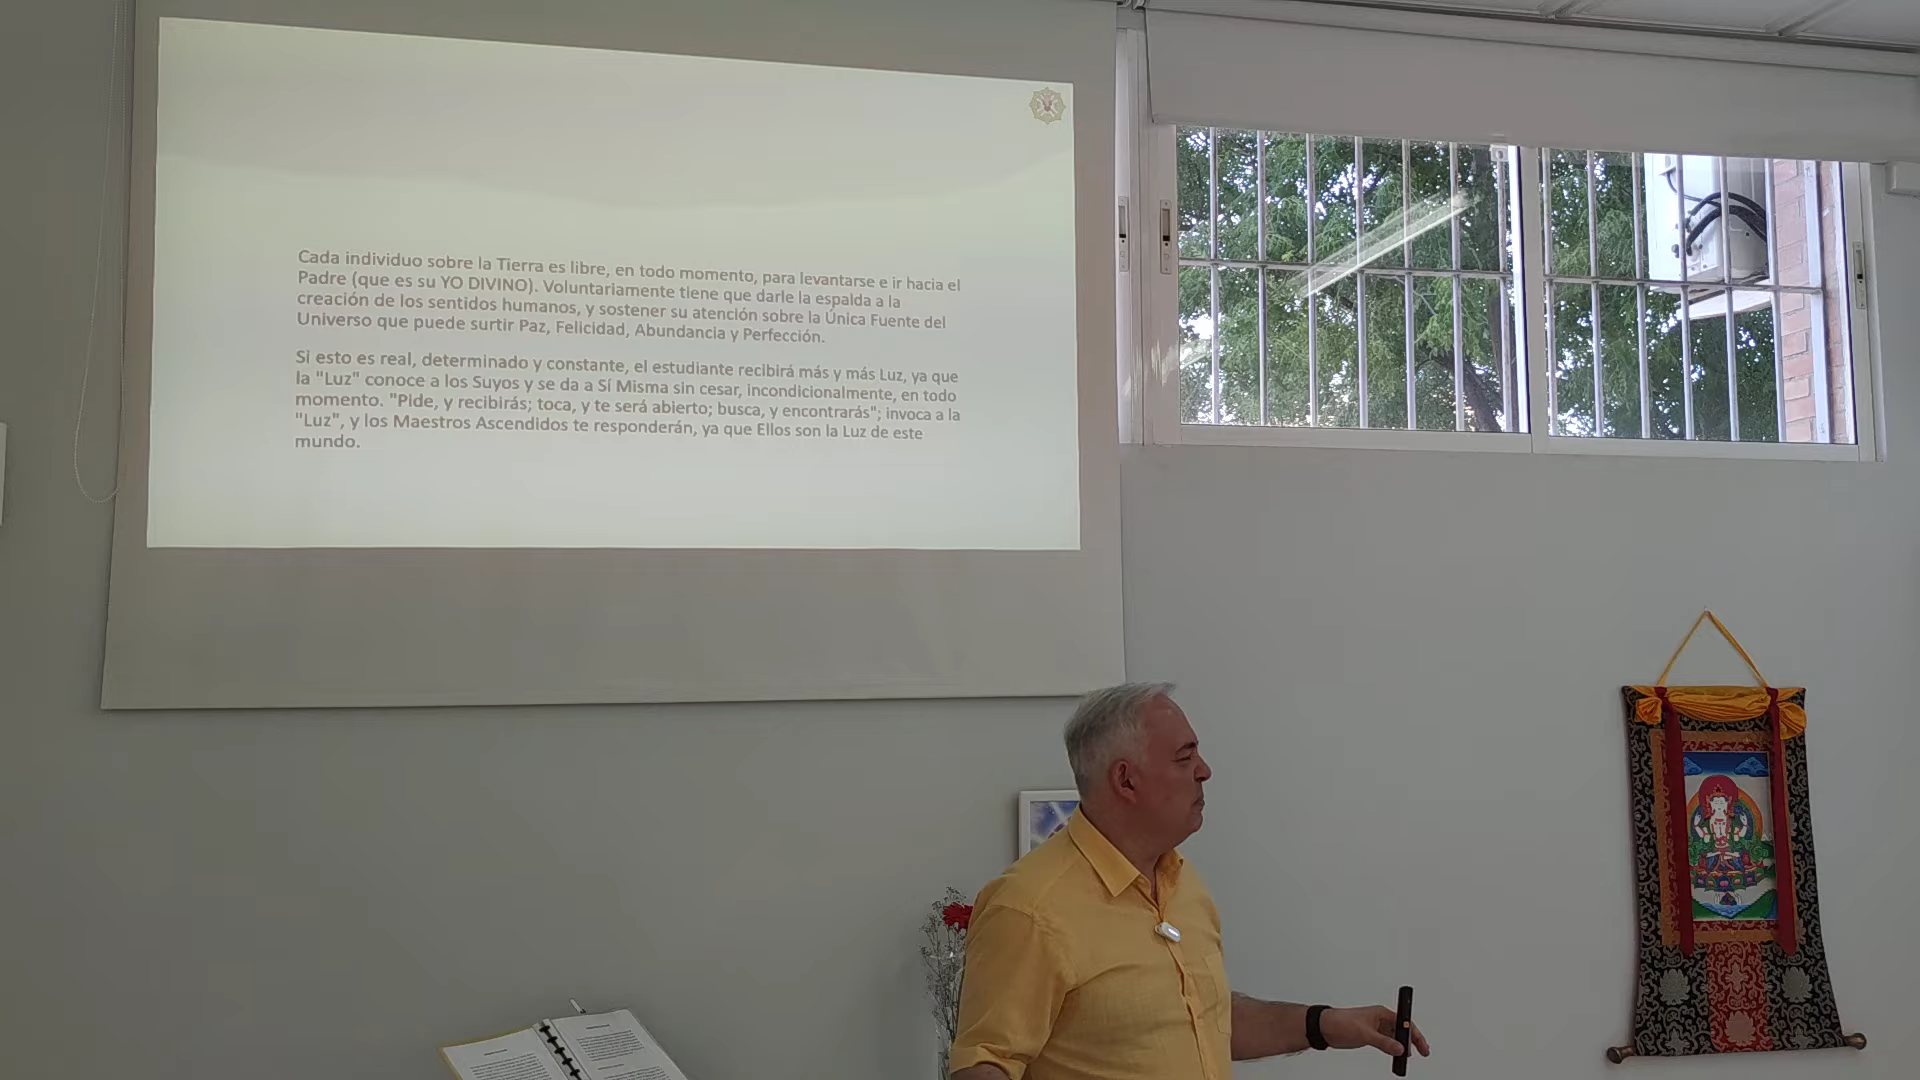 Cada individuo sobre la Tierra es libre, en todo momento, para levantarse e ir hacia el
Padre (que es su YO DIVINO). Voluntariamente tiene que darle la espalda a la
creación de los sentidos humanos, y sostener su atención sobre la Única Fuente del
Universo que puede surtir Paz, Felicidad, Abundancia y Perfección.
Si esto es real, determinado y constante, el estudiante recibirá más y más Luz, ya que
la "Luz" conoce a los Suyos y se da a Sí Misma sin cesar, incondicionalmente, en todo
momento. "Pide, y recibirás; toca, y te será abierto; busca, y encontrarás"; invoca a la
"Luz", y los Maestros Ascendidos te responderán, ya que Ellos son la Luz de este
mundo.